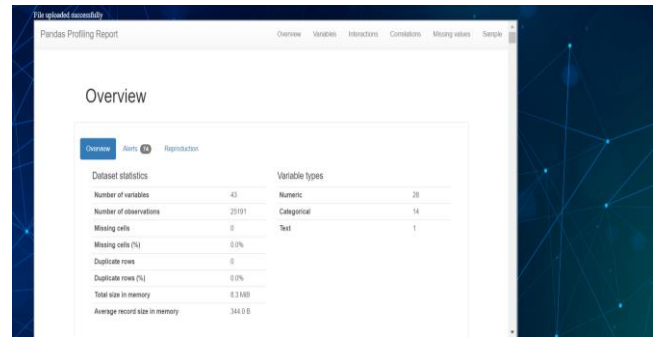 File uploaded successfully
Pandas Profiling Report Overview Variables Interactions Correlations Missing values Sample
Overview
Overview Alerts 74 Reproduction
Dataset statistics Variable types
Number of variables 43 Numeric 28
Number of observations 25191 Categorical 14
Missing cells 0 Text 1
Missing cells (%) 0.0%
Duplicate rows 0
Duplicate rows (%) 0.0%
Total size in memory 8.3 MiB
Average record size in memory 344.0 B